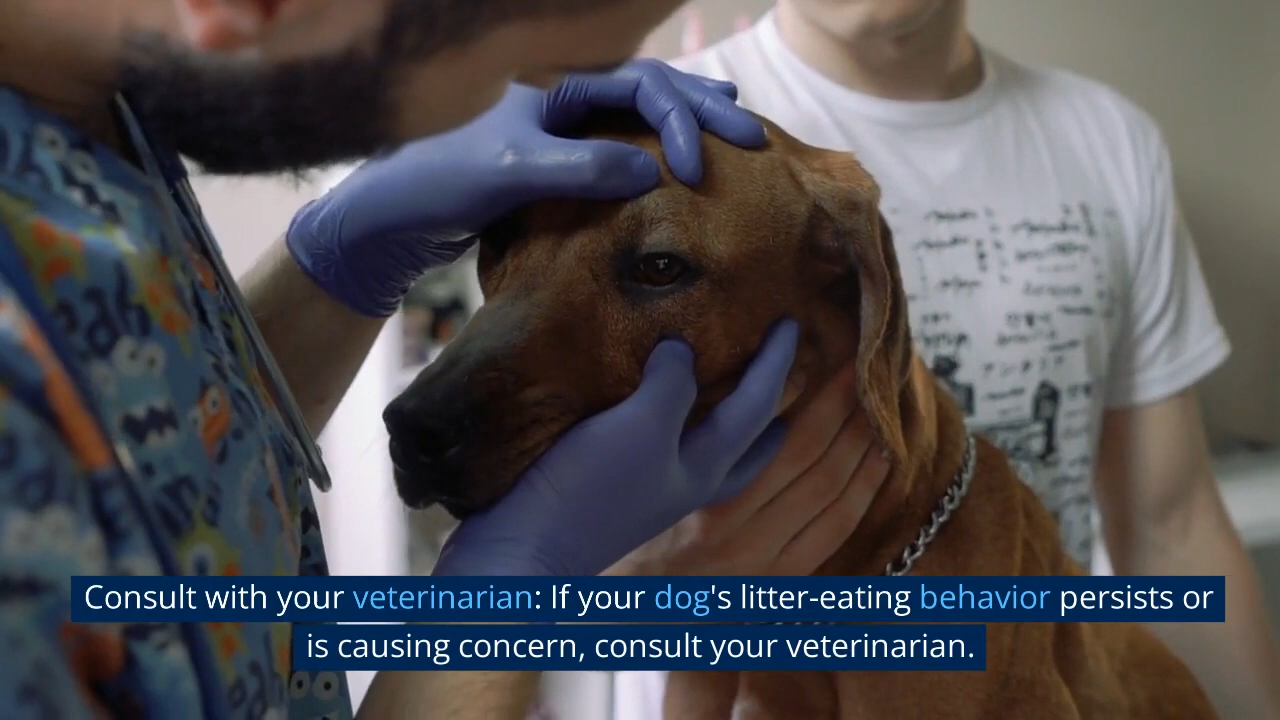 Consult with your veterinarian: If your dog's litter-eating behavior persists or
is causing concern, consult your veterinarian.